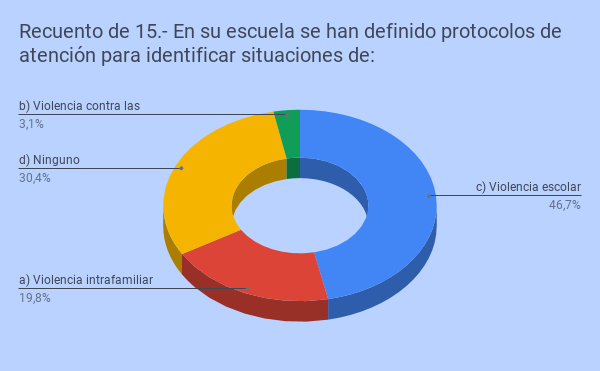 Recuento de 15.- En su escuela se han definido protocolos de
atención para identificar situaciones de:
b) Violencia contra las
3,1%
d) Ninguno
30,4%
c) Violencia escolar
46,7%
a) Violencia intrafamiliar
19,8%